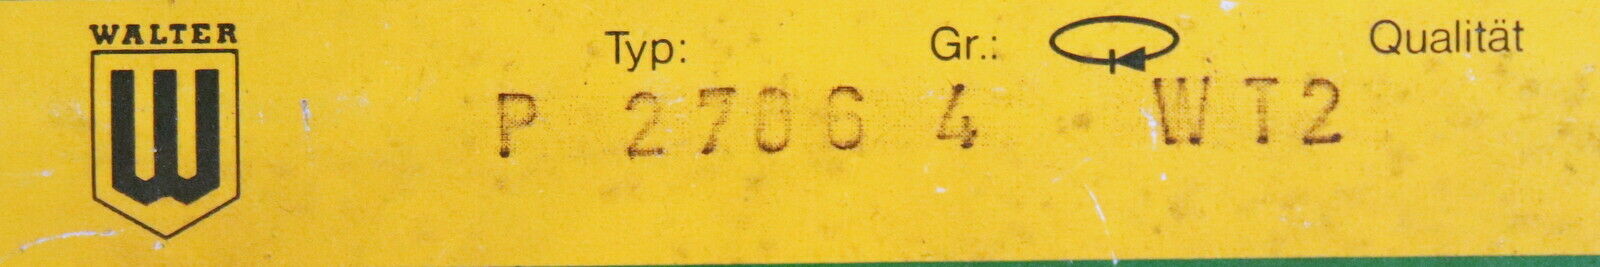 WALTER
W
Typ: Gr.: Qualität
P 2706 4 WT2